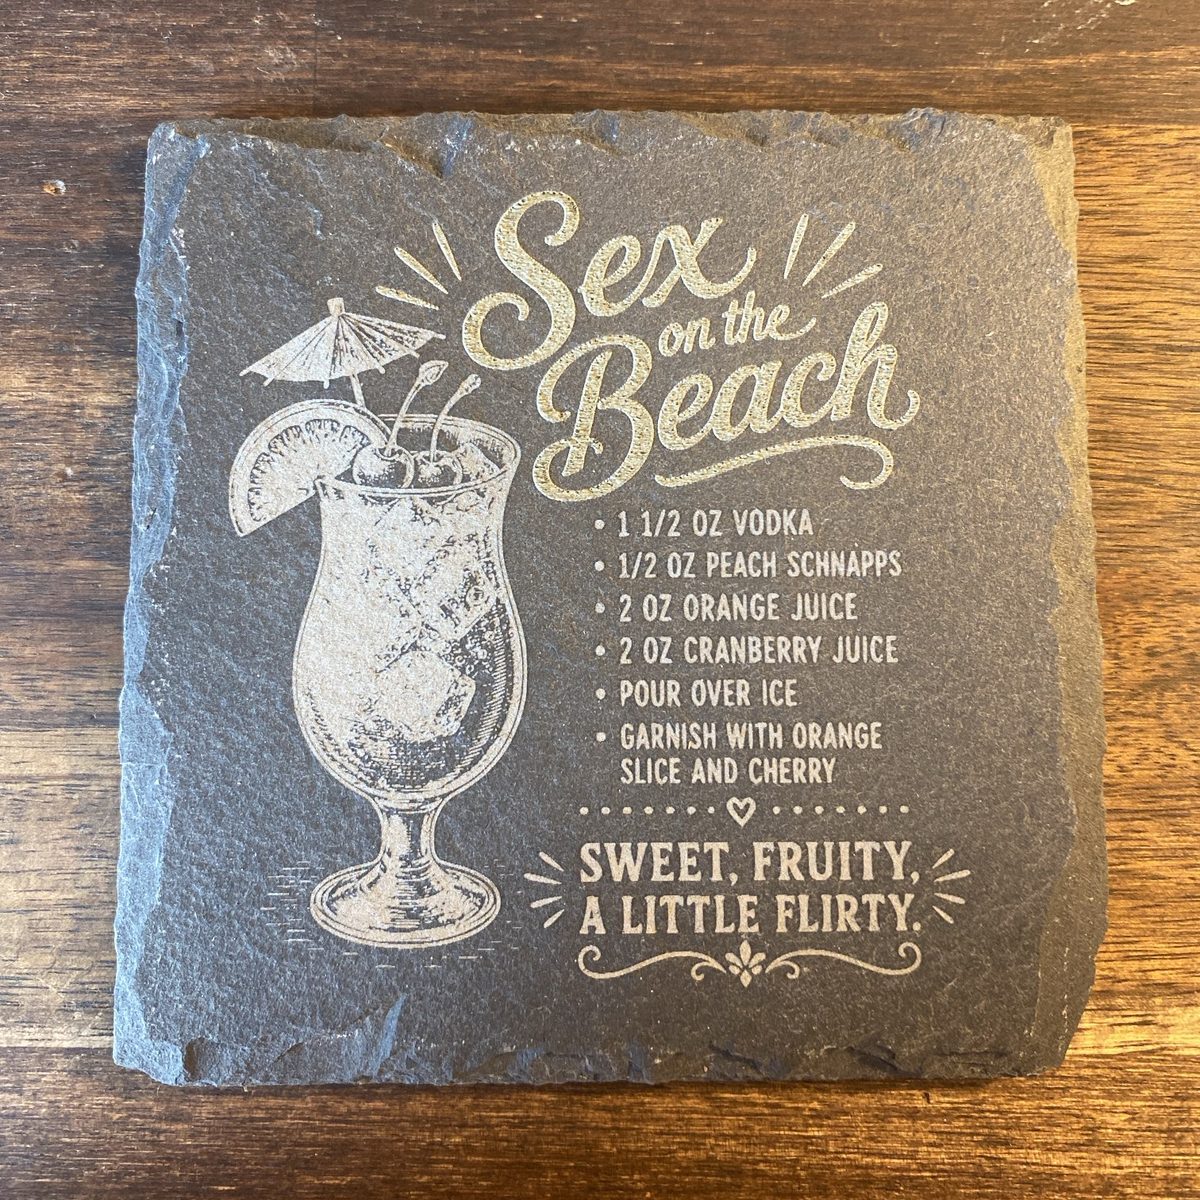 Sex
on the
Beach
• 1 1/2 OZ VODKA
• 1/2 OZ PEACH SCHNAPPS
• 2 OZ ORANGE JUICE
• 2 OZ CRANBERRY JUICE
• POUR OVER ICE
• GARNISH WITH ORANGE
SLICE AND CHERRY
SWEET, FRUITY,
A LITTLE FLIRTY.